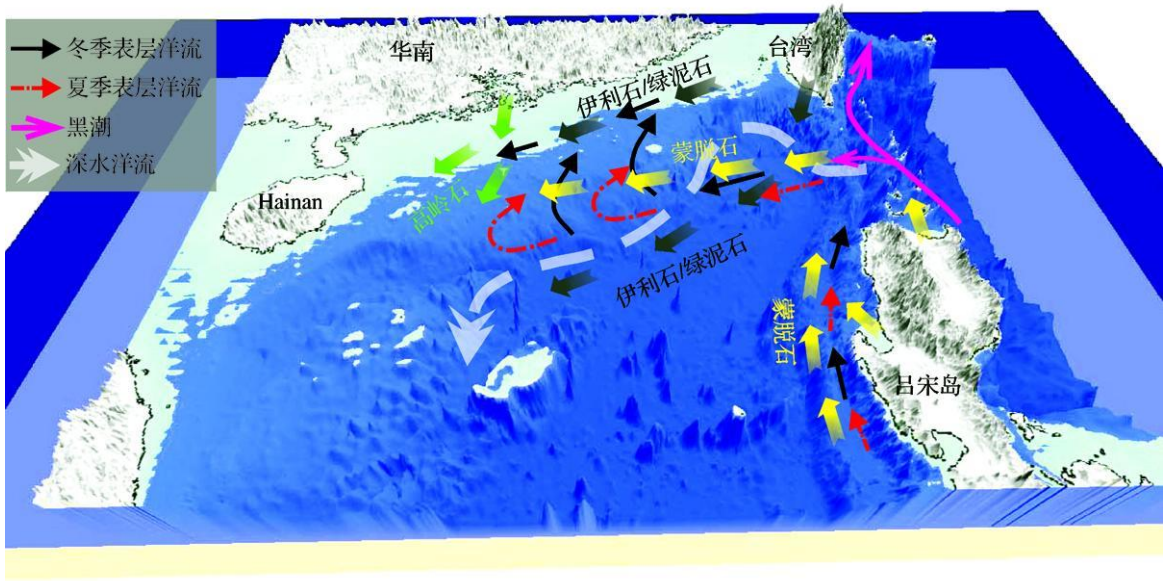 冬季表层洋流
夏季表层洋流
黑潮
深水洋流
华南
台湾
伊利石/绿泥石
蒙脱石
Hainan
高岭石
伊利石/绿泥石
蒙脱石
吕宋岛